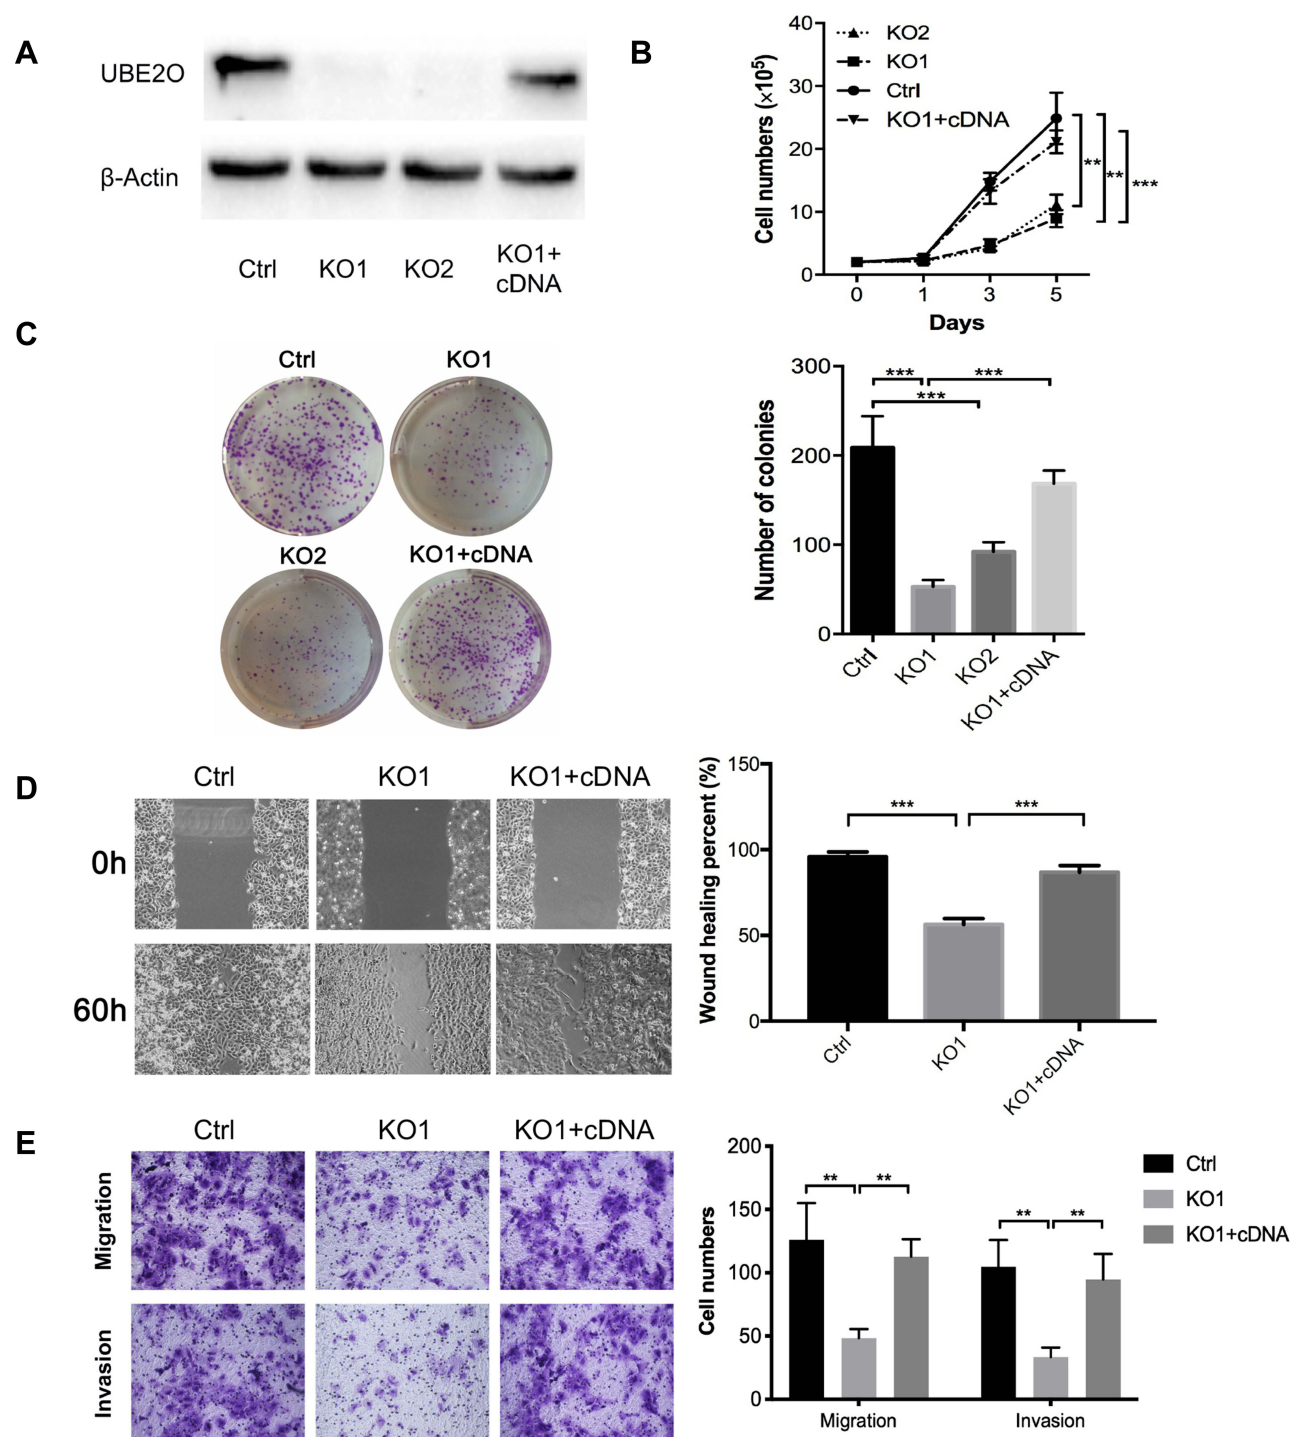 A
UBE2O
β-Actin
Ctrl KO1 KO2 KO1+
cDNA
B
40
30
20
10
0
Cell numbers (×10⁵)
KO2
KO1
Ctrl
KO1+cDNA
** ** ***
0 1 3 5
Days
C
Ctrl KO1
KO2 KO1+cDNA
300
200
100
0
Number of colonies
*** ***
***
Ctrl KO1 KO2 KO1+cDNA
D
Ctrl KO1 KO1+cDNA
0h
60h
150
100
50
0
Wound healing percent (%)
*** ***
Ctrl KO1 KO1+cDNA
E
Ctrl KO1 KO1+cDNA
Migration
Invasion
200
150
100
50
0
Cell numbers
** ** ** **
Migration Invasion
Ctrl
KO1
KO1+cDNA